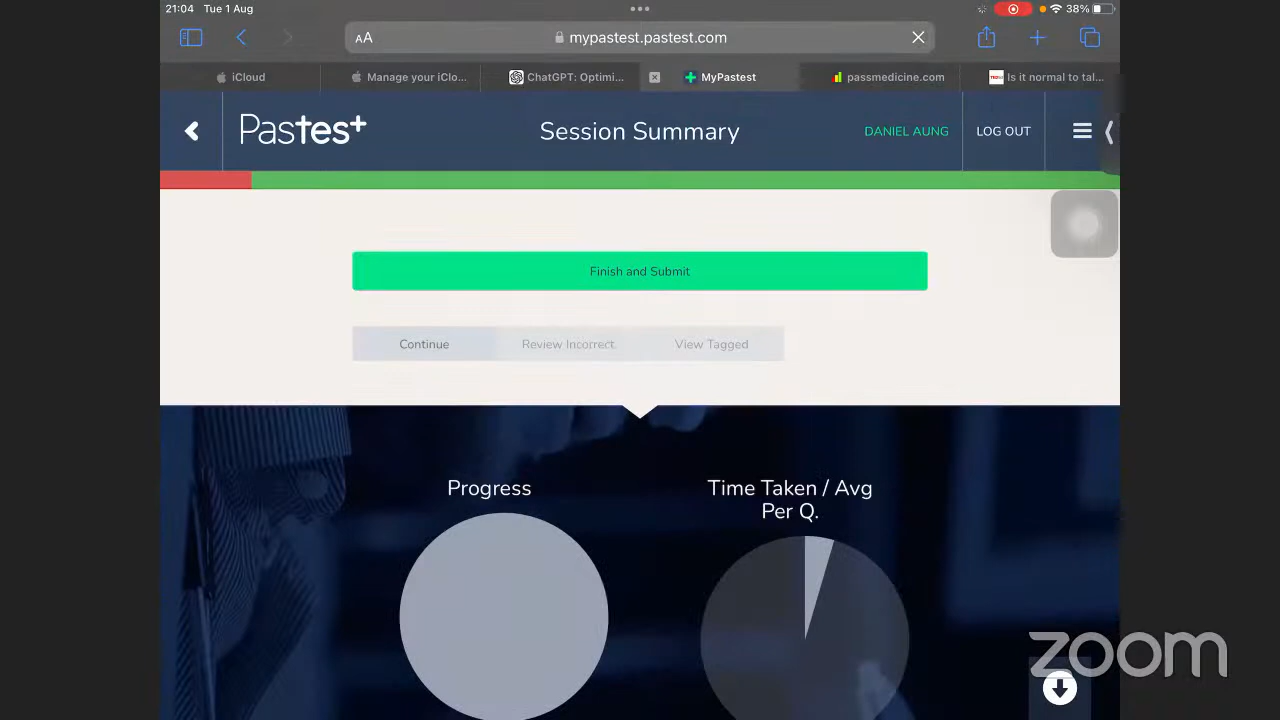 21:04 Tue 1 Aug
38%
AA mypastest.pastest.com
iCloud Manage your iClo... ChatGPT: Optimi... MyPastest passmedicine.com Is it normal to tal...
Pastest+ Session Summary DANIEL AUNG LOG OUT
Finish and Submit
Continue Review Incorrect View Tagged
Progress
Time Taken / Avg
Per Q.
zoom